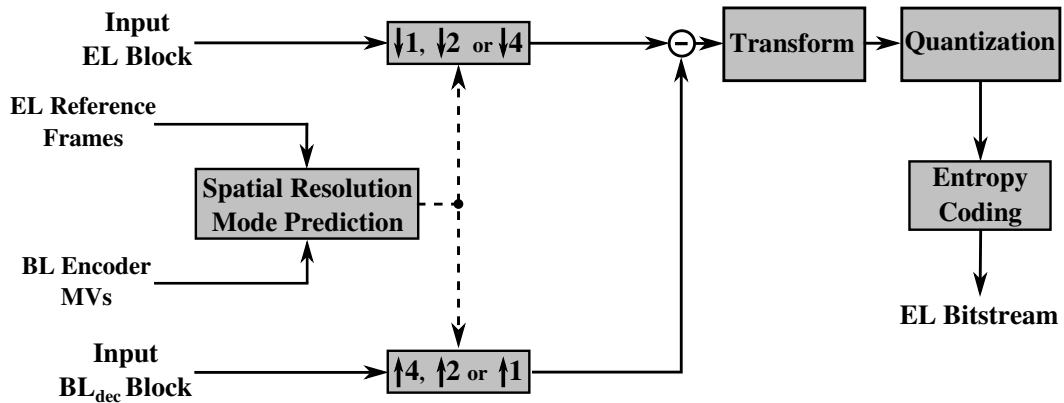 Input
EL Block
↓1, ↓2 or ↓4
Transform
Quantization
EL Reference
Frames
Spatial Resolution
Mode Prediction
Entropy
Coding
BL Encoder
MVs
EL Bitstream
Input
BLdec Block
↑4, ↑2 or ↑1